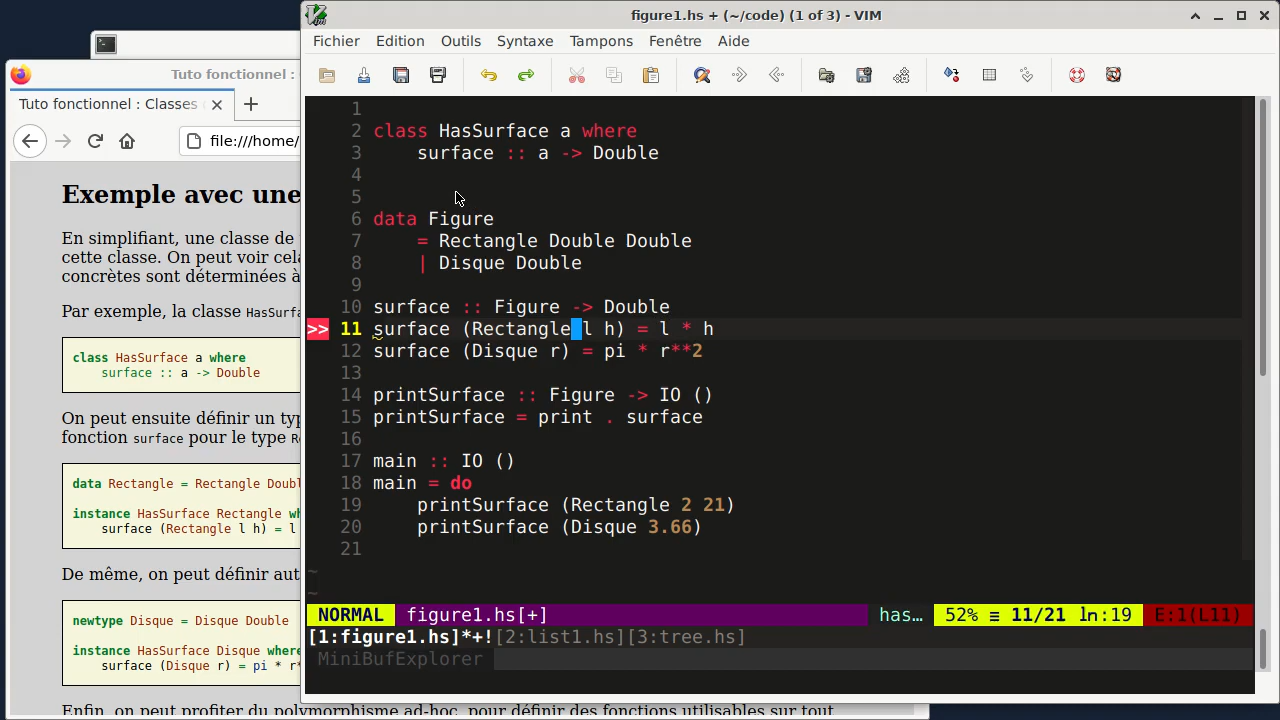 figure1.hs + (~/code) (1 of 3) - VIM
Fichier Edition Outils Syntaxe Tampons Fenêtre Aide
1
2 class HasSurface a where
3 surface :: a -> Double
4
5
6 data Figure
7 = Rectangle Double Double
8 | Disque Double
9
10 surface :: Figure -> Double
>> 11 surface (Rectangle l h) = l * h
12 surface (Disque r) = pi * r**2
13
14 printSurface :: Figure -> IO ()
15 printSurface = print . surface
16
17 main :: IO ()
18 main = do
19 printSurface (Rectangle 2 21)
20 printSurface (Disque 3.66)
21
~
~
NORMAL figure1.hs[+] has… 52% ≡ 11/21 ln:19 E:1(L11)
[1:figure1.hs]*+![2:list1.hs][3:tree.hs]
MiniBufExplorer
Tuto fonctionnel :
Tuto fonctionnel : Classes
file:///home/
Exemple avec une
En simplifiant, une classe de
cette classe. On peut voir
concrètes sont déterminées à
Par exemple, la classe
class HasSurface a where
surface :: a -> Double
On peut ensuite définir un
fonction surface pour le type
data Rectangle = Rectangle
instance HasSurface Rectangle
surface (Rectangle l h) = l
De même, on peut définir
newtype Disque = Disque Double
instance HasSurface Disque where
surface (Disque r) = pi *
Enfin, on peut profiter du polymorphisme ad-hoc, pour définir des fonctions utilisables sur tout